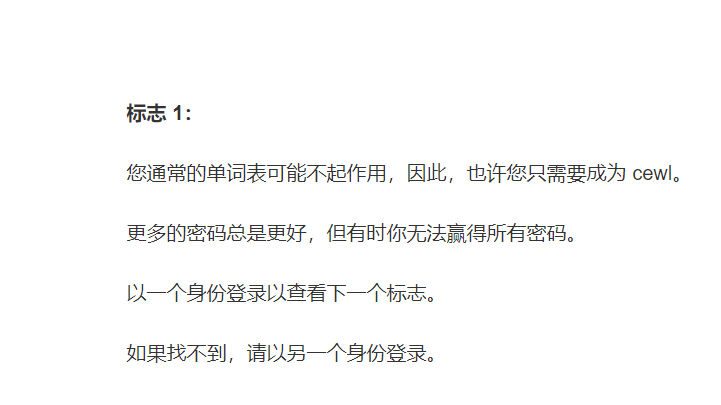 标志 1：
您通常的单词表可能不起作用，因此，也许您只需要成为 cewl。
更多的密码总是更好，但有时你无法赢得所有密码。
以一个身份登录以查看下一个标志。
如果找不到，请以另一个身份登录。